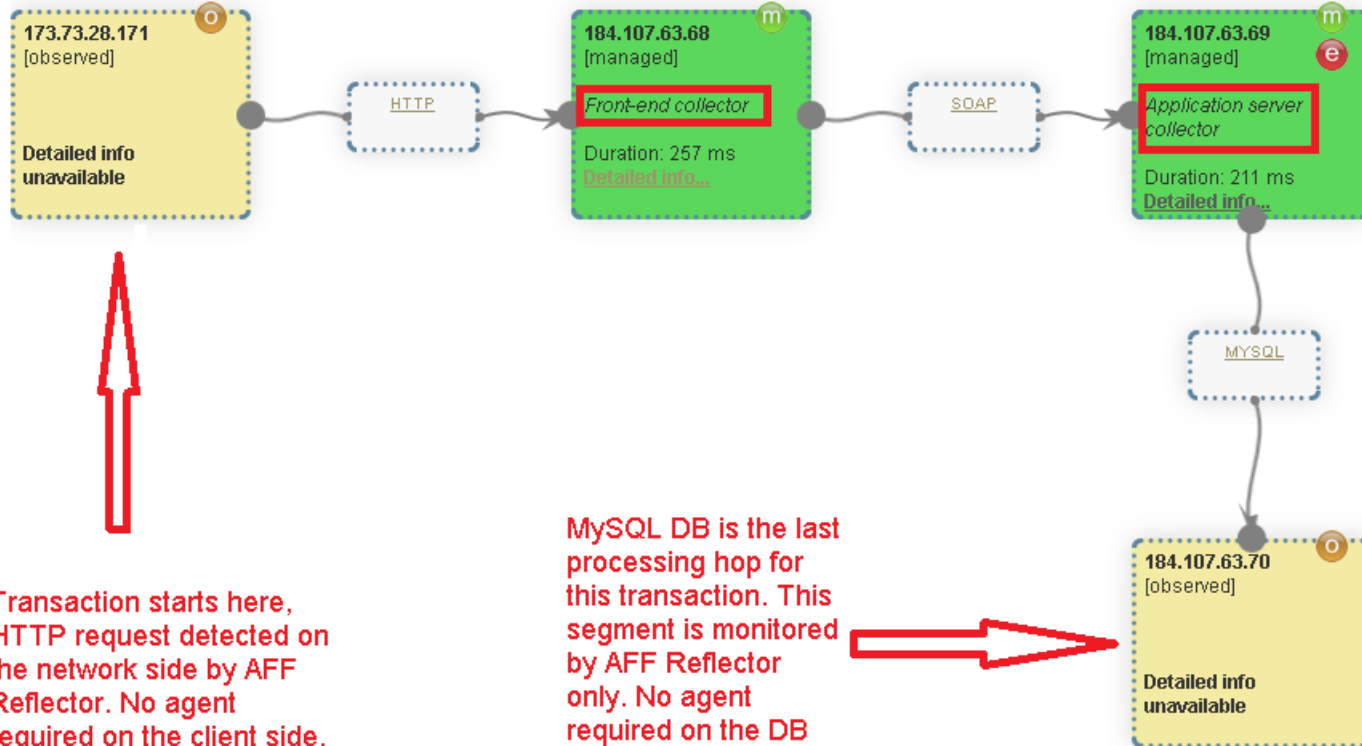 o
173.73.28.171
[observed]
Detailed info
unavailable
HTTP
m
184.107.63.68
[managed]
Front-end collector
Duration: 257 ms
Detailed info...
SOAP
m
e
184.107.63.69
[managed]
Application server
collector
Duration: 211 ms
Detailed info...
MYSQL
o
184.107.63.70
[observed]
Detailed info
unavailable
Transaction starts here,
HTTP request detected on
the network side by AFF
Reflector. No agent
required on the client side.
MySQL DB is the last
processing hop for
this transaction. This
segment is monitored
by AFF Reflector
only. No agent
required on the DB